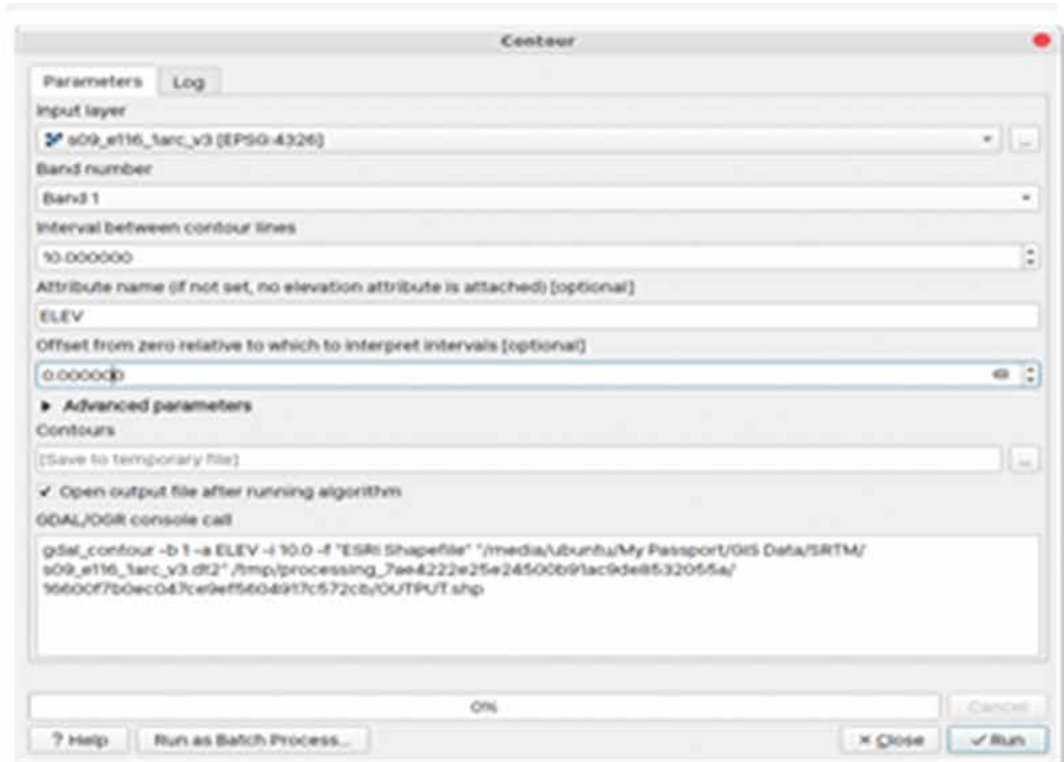 Contour
Parameters Log
Input layer
s09_e116_1arc_v3 [EPSG:4326]
...
Band number
Band 1
Interval between contour lines
10.000000
Attribute name (if not set, no elevation attribute is attached) [optional]
ELEV
Offset from zero relative to which to interpret intervals [optional]
0.000000
Advanced parameters
Contours
[Save to temporary file]
...
Open output file after running algorithm
GDAL/OGR console call
gdal_contour -b 1 -a ELEV -i 10.0 -f "ESRI Shapefile" "/media/ubuntu/My Passport/GIS Data/SRTM/
s09_e116_1arc_v3.dt2"
OUTPUT.shp
0%
Cancel
? Help Run as Batch Process... Close Run